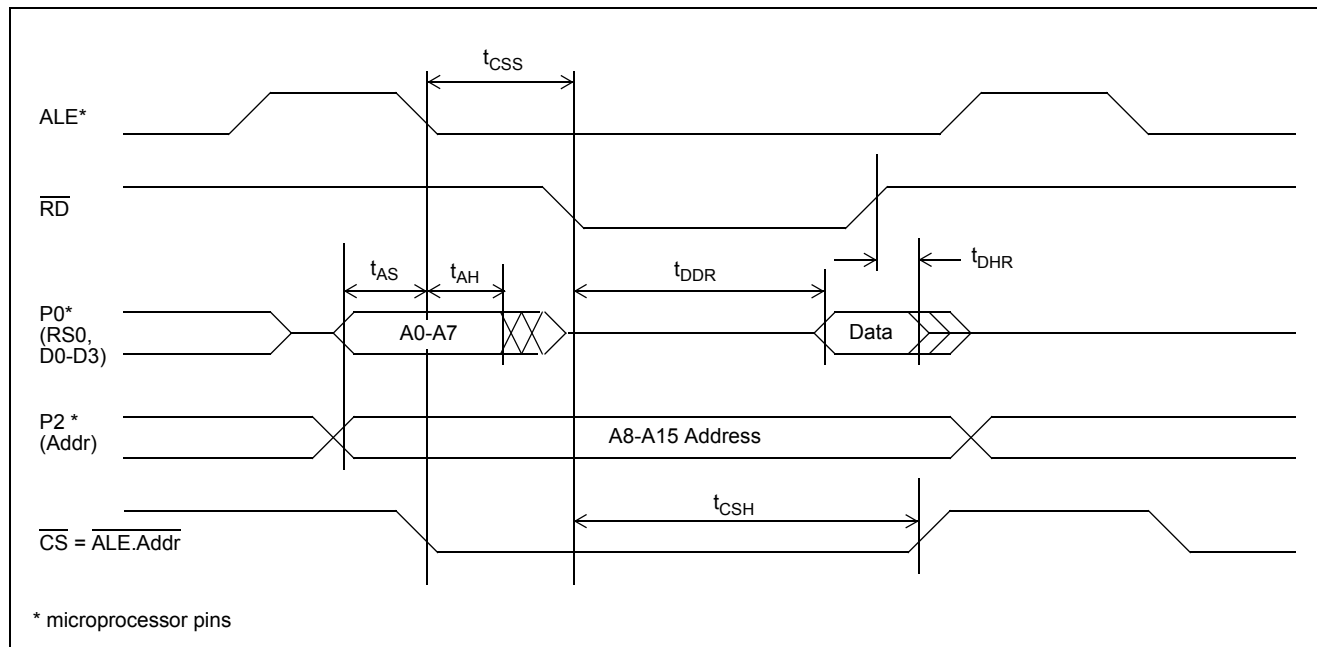 tCSS
ALE*
RD
tAS
tAH
tDDR
tDHR
P0*
(RS0,
D0-D3)
A0-A7
Data
P2 *
(Addr)
A8-A15 Address
tCSH
CS = ALE.Addr
* microprocessor pins